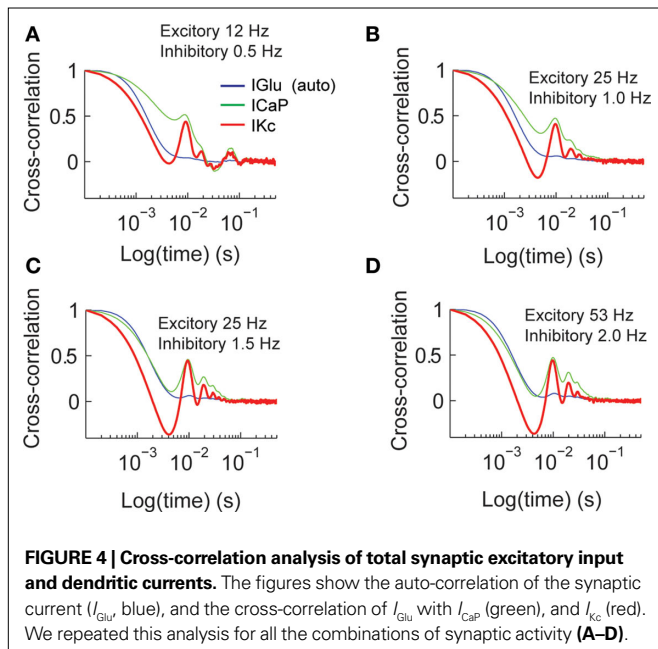 A
Excitory 12 Hz
Inhibitory 0.5 Hz
IGlu (auto)
ICaP
IKc
Cross-correlation
1
0.5
0
10⁻³ 10⁻² 10⁻¹
Log(time) (s)
B
Excitory 25 Hz
Inhibitory 1.0 Hz
Cross-correlation
1
0.5
0
10⁻³ 10⁻² 10⁻¹
Log(time) (s)
C
Excitory 25 Hz
Inhibitory 1.5 Hz
Cross-correlation
1
0.5
0
10⁻³ 10⁻² 10⁻¹
Log(time) (s)
D
Excitory 53 Hz
Inhibitory 2.0 Hz
Cross-correlation
1
0.5
0
10⁻³ 10⁻² 10⁻¹
Log(time) (s)
FIGURE 4 | Cross-correlation analysis of total synaptic excitatory input
and dendritic currents. The figures show the auto-correlation of the synaptic
current (I_Glu, blue), and the cross-correlation of I_Glu with I_CaP (green), and I_Kc (red).
We repeated this analysis for all the combinations of synaptic activity (A–D).